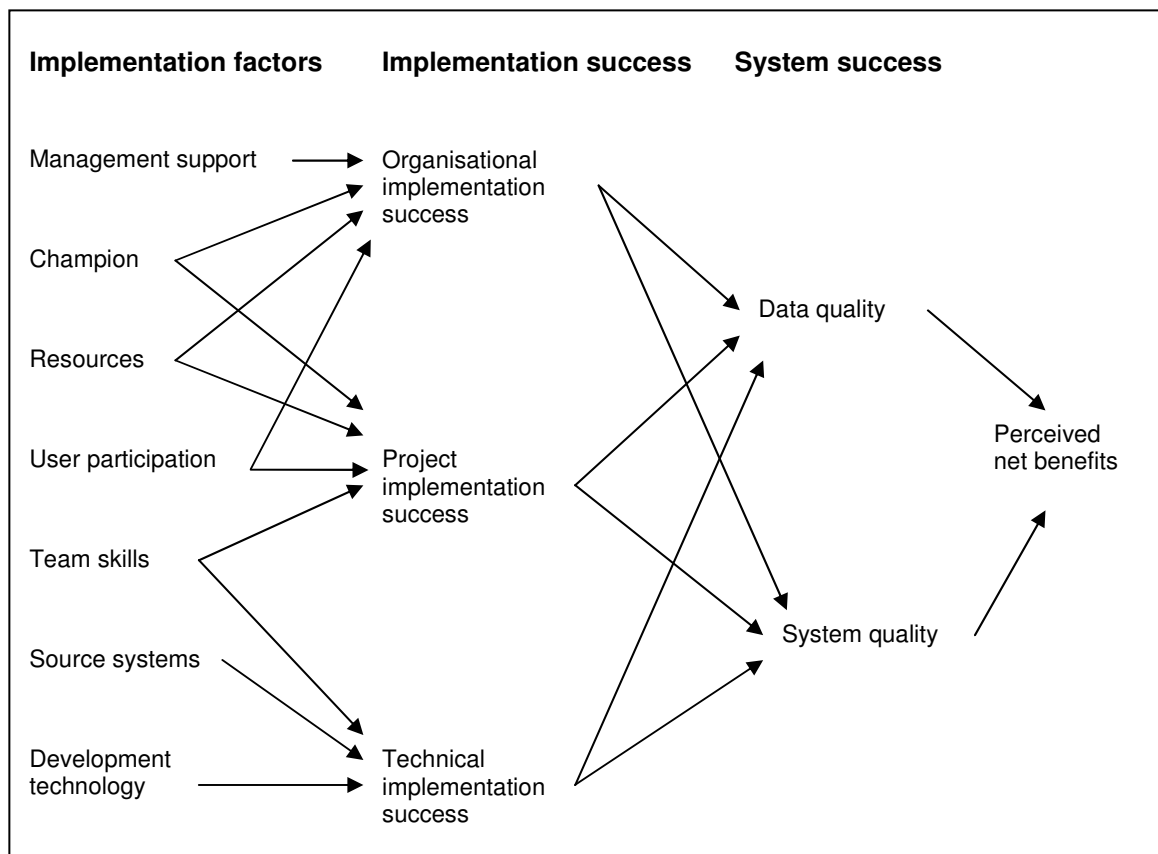 Implementation factors
Implementation success
System success
Management support
Organisational
implementation
success
Champion
Data quality
Resources
User participation
Project
implementation
success
Perceived
net benefits
Team skills
System quality
Source systems
Development
technology
Technical
implementation
success